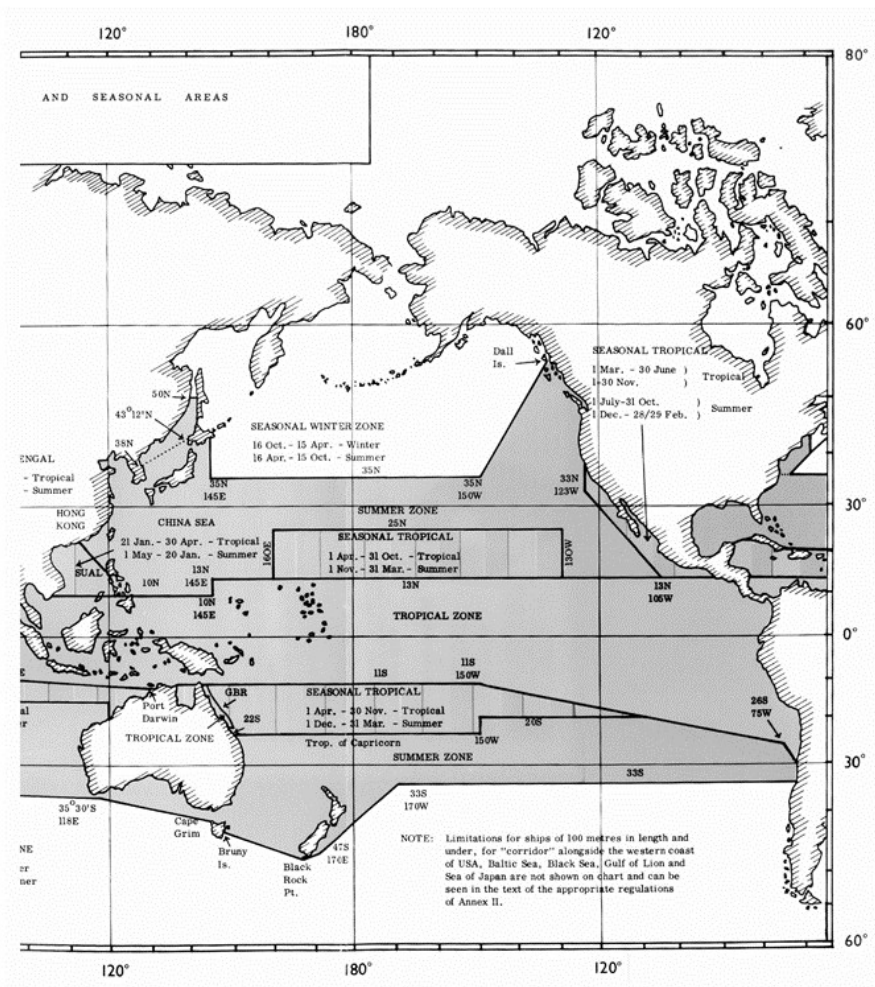 120°
180°
120°
80°
AND SEASONAL AREAS
60°
Dall
Is.
SEASONAL TROPICAL
1 Mar. - 30 June )
1-30 Nov. )
Tropical
1 July-31 Oct. )
1 Dec. - 28/29 Feb. )
Summer
50N
43°12'N
38N
SEASONAL WINTER ZONE
16 Oct. - 15 Apr. - Winter
16 Apr. - 15 Oct. - Summer
35N
ENGAL
- Tropical
- Summer
35N
145E
35N
150W
33N
123W
30°
HONG
KONG
CHINA SEA
21 Jan. - 30 Apr. - Tropical
1 May - 20 Jan. - Summer
SUAL
10N
13N
145E
10N
145E
SUMMER ZONE
25N
SEASONAL TROPICAL
1 Apr. - 31 Oct. - Tropical
1 Nov. - 31 Mar. - Summer
160E
130W
13N
13N
105W
TROPICAL ZONE
0°
E
11S
11S
150W
Port
Darwin
GBR
22S
SEASONAL TROPICAL
1 Apr. - 30 Nov. - Tropical
1 Dec. - 31 Mar. - Summer
20S
150W
26S
75W
al
er
TROPICAL ZONE
Trop. of Capricorn
SUMMER ZONE
33S
30°
35°30'S
118E
33S
170W
Cape
Grim
Bruny
Is.
47S
170E
Black
Rock
Pt.
NE
er
mer
NOTE: Limitations for ships of 100 metres in length and
under, for "corridor" alongside the western coast
of USA, Baltic Sea, Black Sea, Gulf of Lion and
Sea of Japan are not shown on chart and can be
seen in the text of the appropriate regulations
of Annex II.
60°
120°
180°
120°